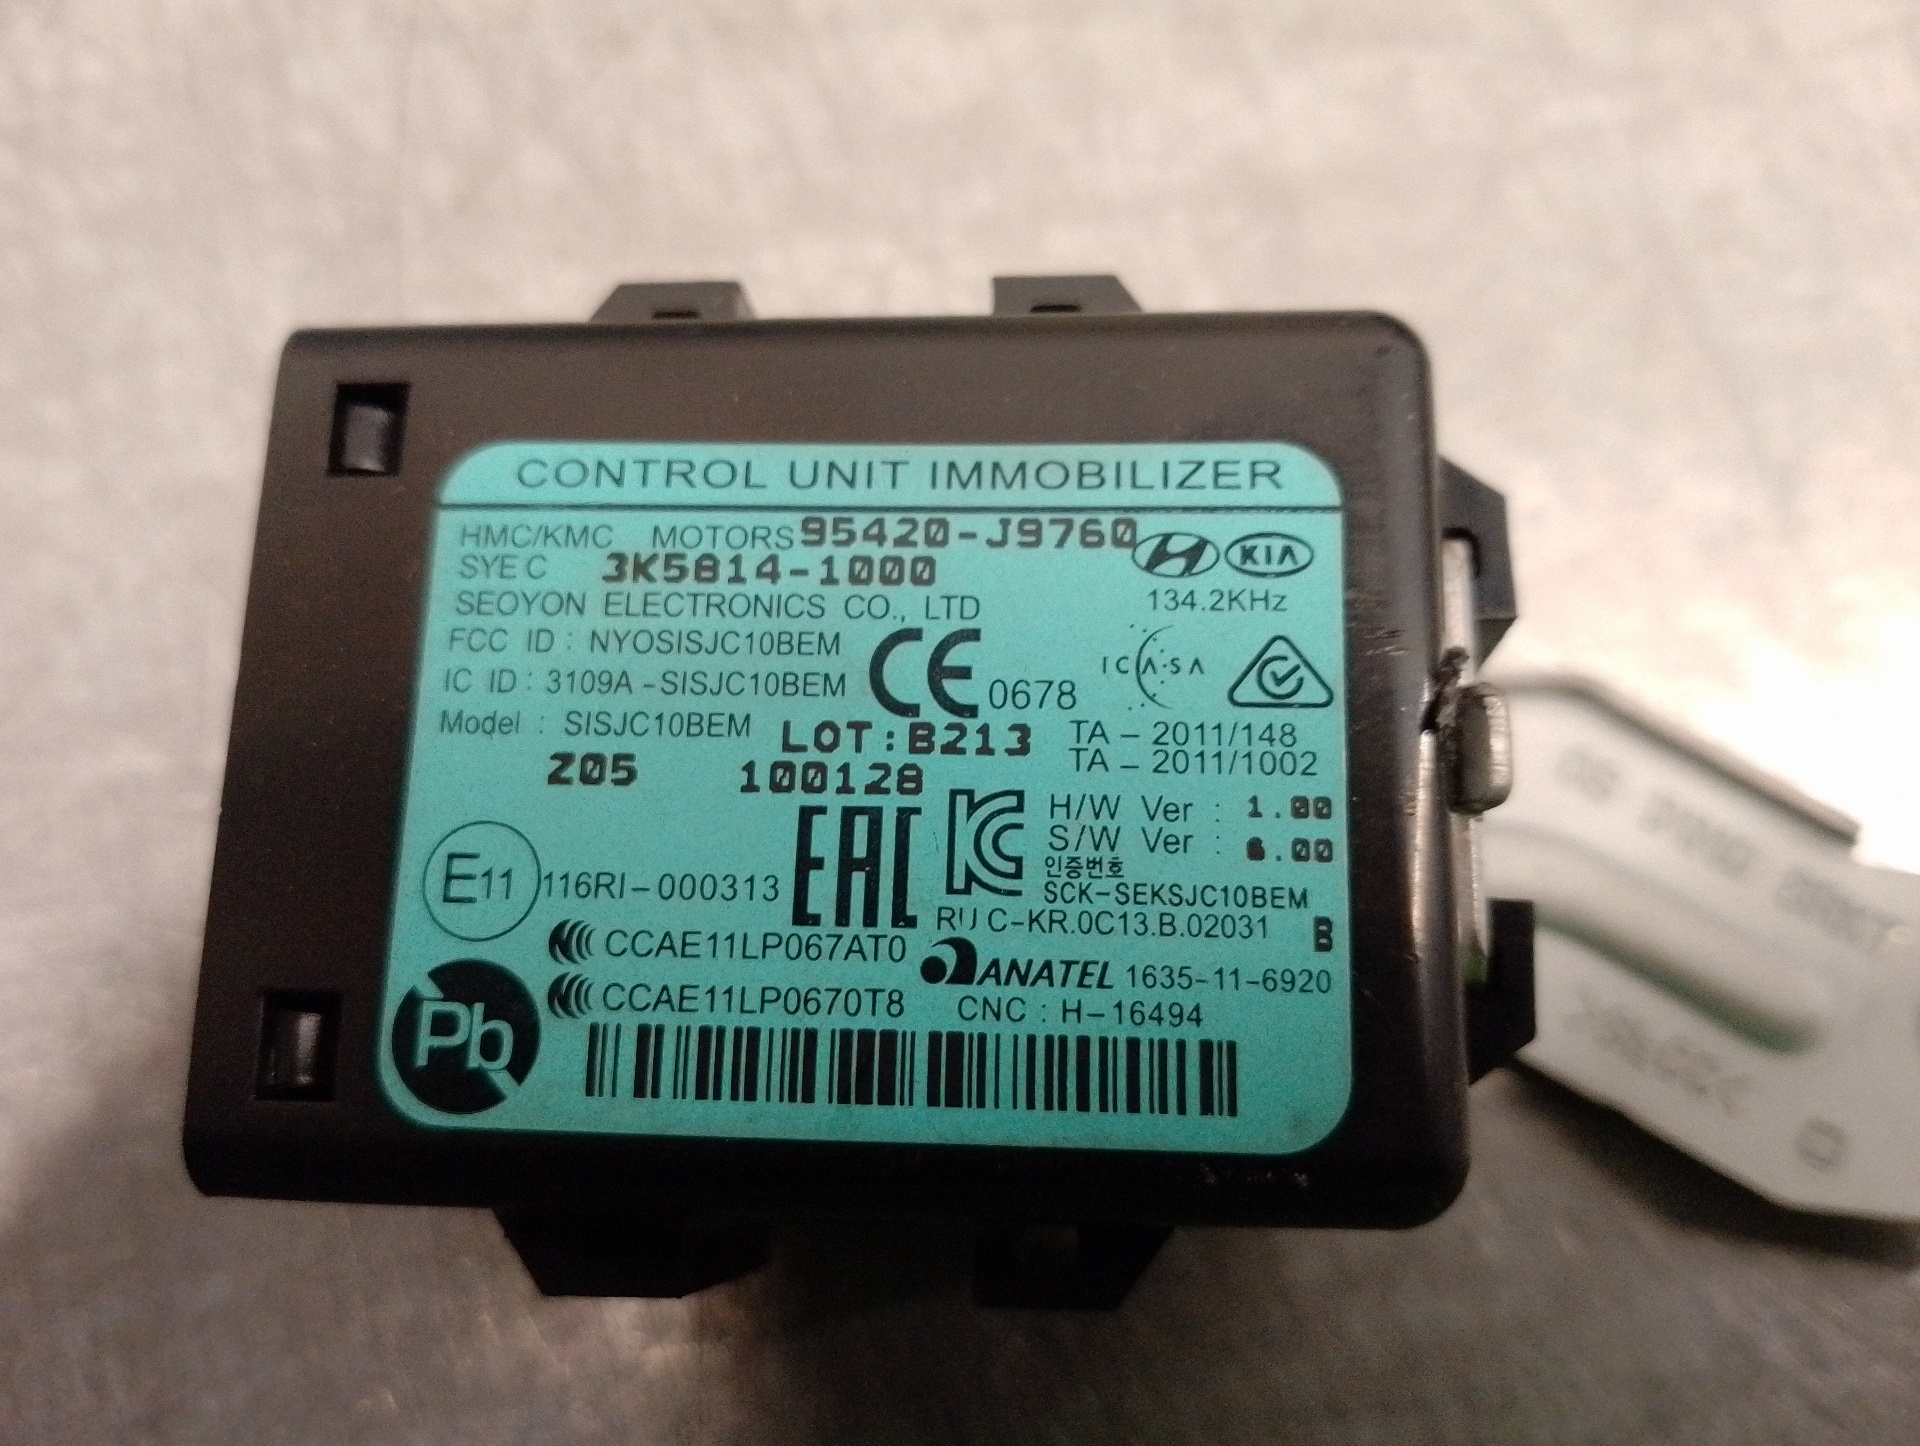 CONTROL UNIT IMMOBILIZER
HMC/KMC MOTORS 95420-J9760
KIA
SYEC 3K5814-1000
134.2KHz
SEOYON ELECTRONICS CO., LTD
FCC ID : NYOSISJC10BEM
CE 0678
ICASA
IC ID : 3109A-SISJC10BEM
Model : SISJC10BEM
LOT:B213
TA - 2011/148
TA - 2011/1002
Z05 100128
H/W Ver : 1.00
S/W Ver : 6.00
인증번호
SCK-SEKSJC10BEM
E11 116RI-000313
EAC
KC
RU C-KR.0C13.B.02031 B
CCAE11LP067AT0
ANATEL 1635-11-6920
CCAE11LP0670T8
CNC : H-16494
Pb